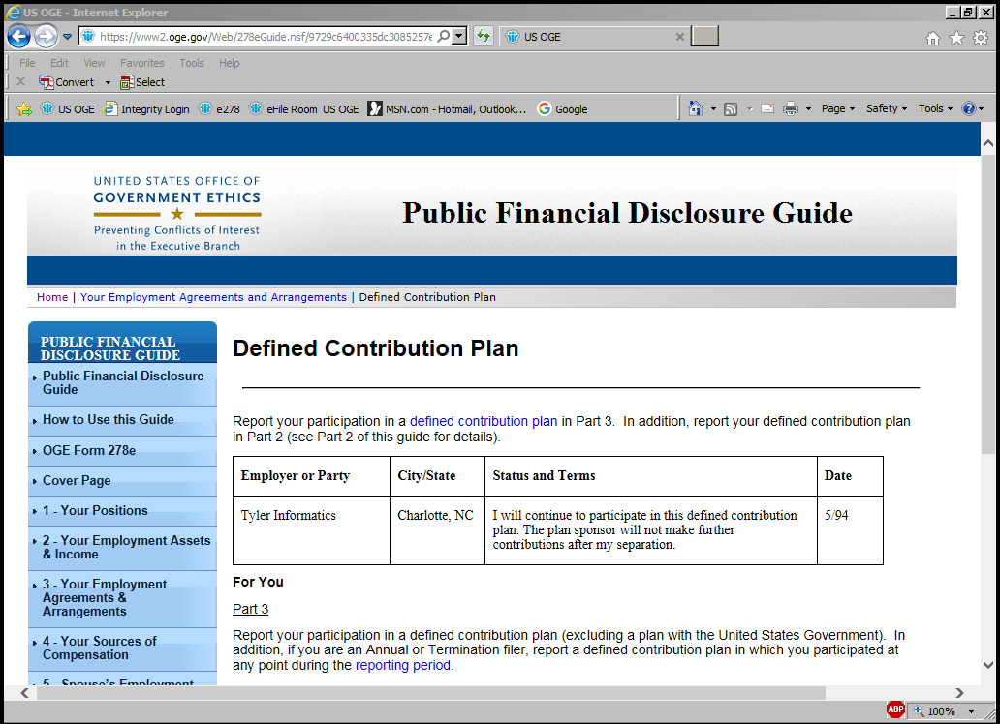 US OGE - Internet Explorer
https://www2.oge.gov/Web/278eGuide.nsf/9729c6400335dc3085257e
US OGE
File Edit View Favorites Tools Help
Convert Select
US OGE Integrity Login e278 eFile Room US OGE MSN.com - Hotmail, Outlook... Google Page Safety Tools
UNITED STATES OFFICE OF
GOVERNMENT ETHICS
Preventing Conflicts of Interest
in the Executive Branch
Public Financial Disclosure Guide
Home | Your Employment Agreements and Arrangements | Defined Contribution Plan
PUBLIC FINANCIAL
DISCLOSURE GUIDE
Public Financial Disclosure
Guide
How to Use this Guide
OGE Form 278e
Cover Page
1 - Your Positions
2 - Your Employment Assets
& Income
3 - Your Employment
Agreements &
Arrangements
4 - Your Sources of
Compensation
5 - Spouse's Employment
Defined Contribution Plan
Report your participation in a defined contribution plan in Part 3. In addition, report your defined contribution plan
in Part 2 (see Part 2 of this guide for details).
Employer or Party City/State Status and Terms Date
Tyler Informatics Charlotte, NC I will continue to participate in this defined contribution 5/94
plan. The plan sponsor will not make further
contributions after my separation.
For You
Part 3
Report your participation in a defined contribution plan (excluding a plan with the United States Government). In
addition, if you are an Annual or Termination filer, report a defined contribution plan in which you participated at
any point during the reporting period.
ABP 100%